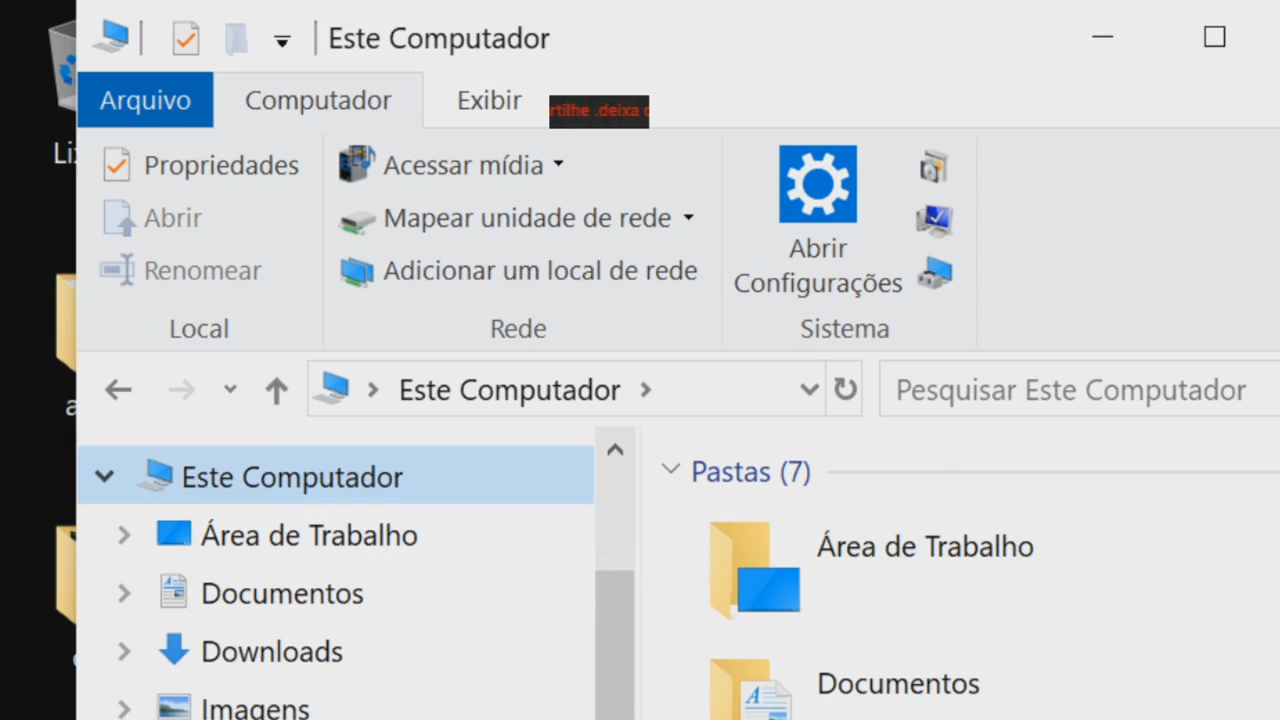 Este Computador
Arquivo
Computador
Exibir
.deixa
Propriedades
Abrir
Renomear
Local
Acessar mídia
Mapear unidade de rede
Adicionar um local de rede
Rede
Abrir
Configurações
Sistema
Este Computador
Pesquisar Este Computador
Este Computador
Área de Trabalho
Documentos
Downloads
Imagens
Pastas (7)
Área de Trabalho
Documentos